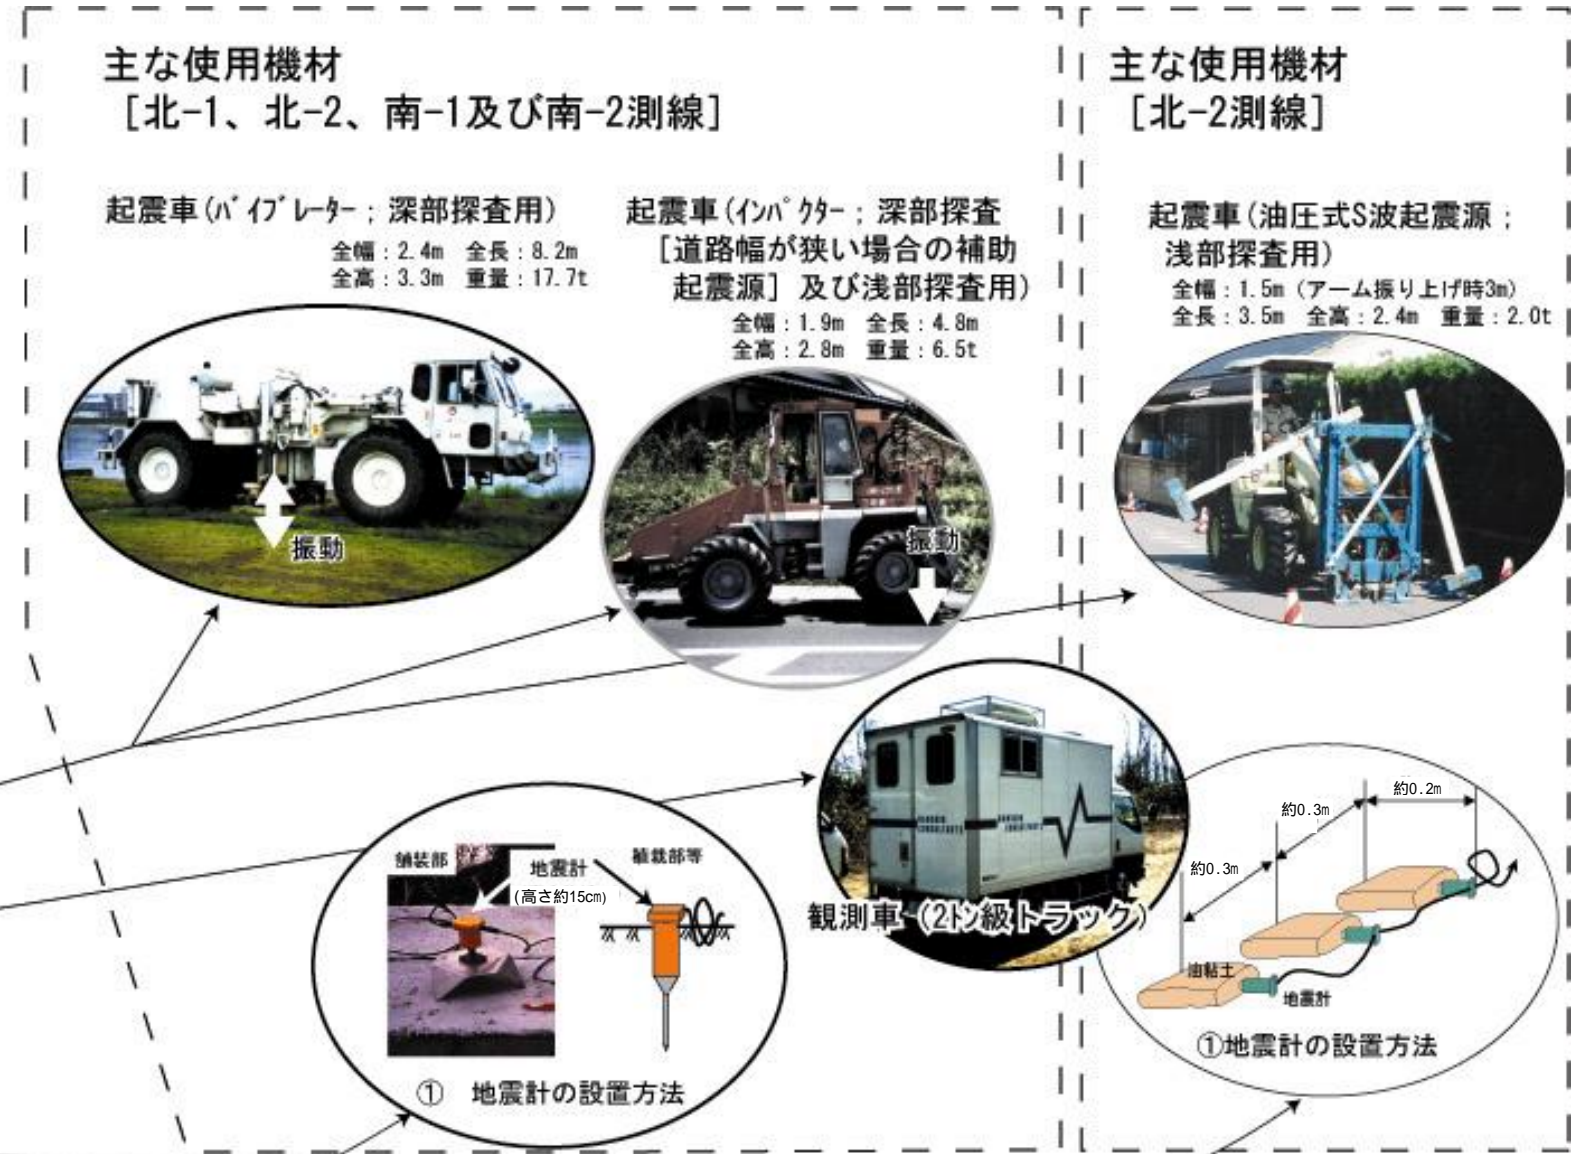 主な使用機材
[北-1、北-2、南-1及び南-2測線]
起震車(ﾊﾞｲﾌﾞﾚｰﾀｰ；深部探査用)
全幅：2.4m 全長：8.2m
全高：3.3m 重量：17.7t
振動
起震車(ｲﾝﾊﾟｸﾀｰ；深部探査
[道路幅が狭い場合の補助
起震源] 及び浅部探査用)
全幅：1.9m 全長：4.8m
全高：2.8m 重量：6.5t
振動
観測車（2ﾄﾝ級トラック）
舗装部
地震計
(高さ約15cm)
植栽部等
① 地震計の設置方法
主な使用機材
[北-2測線]
起震車(油圧式S波起震源；
浅部探査用)
全幅：1.5m（アーム振り上げ時3m）
全長：3.5m 全高：2.4m 重量：2.0t
約0.2m
約0.3m
約0.3m
油粘土
地震計
①地震計の設置方法